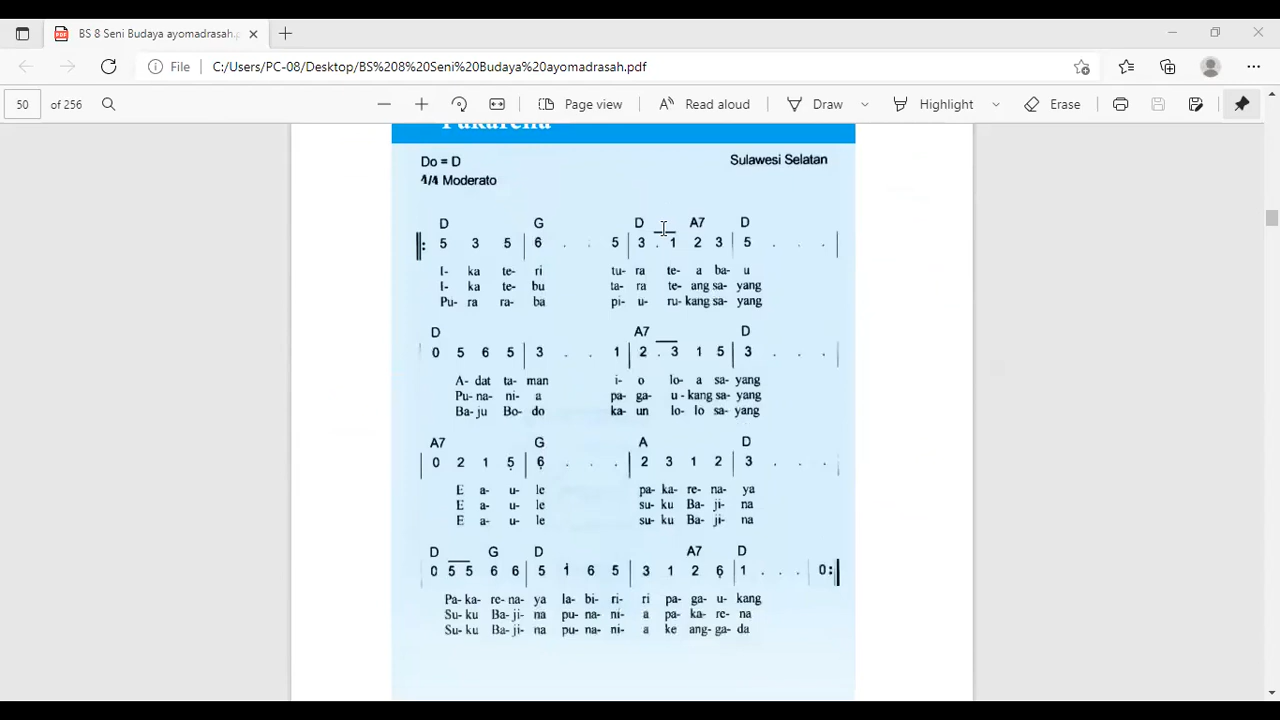 BS 8 Seni Budaya ayomadrasah.p
File C:/Users/PC-08/Desktop/BS%208%20Seni%20Budaya%20ayomadrasah.pdf
50 of 256 Page view Read aloud Draw Highlight Erase
Pakarena
Do = D Sulawesi Selatan
4/4 Moderato
D G D A7 D
‖: 5 3 5 | 6 . . 5 | 3 . 1 2 3 | 5 . . . |
I- ka te- ri tu- ra te- a ba- u
I- ka te- bu ta- ra te- ang sa- yang
Pu- ra ra- ba pi- u- ru- kang sa- yang
D A7 D
| 0 5 6 5 | 3 . . 1 | 2 . 3 1 5 | 3 . . . |
A- dat ta- man i- o lo- a sa- yang
Pu- na- ni- a pa- ga- u - kang sa- yang
Ba- ju Bo- do ka- un lo- lo sa- yang
A7 G A D
| 0 2 1 5̣ | 6̣ . . . | 2 3 1 2 | 3 . . . |
E a- u- le pa- ka- re- na- ya
E a- u- le su- ku Ba- ji- na
E a- u- le su- ku Ba- ji- na
D G D A7 D
| 0 5 5 6 6 | 5 1̇ 6 5 | 3 1 2 6̣ | 1 . . . | 0 :‖
Pa- ka- re- na- ya la- bi- ri- ri pa- ga- u- kang
Su- ku Ba- ji- na pu- na- ni- a pa- ka- re- na
Su- ku Ba- ji- na pu- na- ni- a ke ang- ga- da